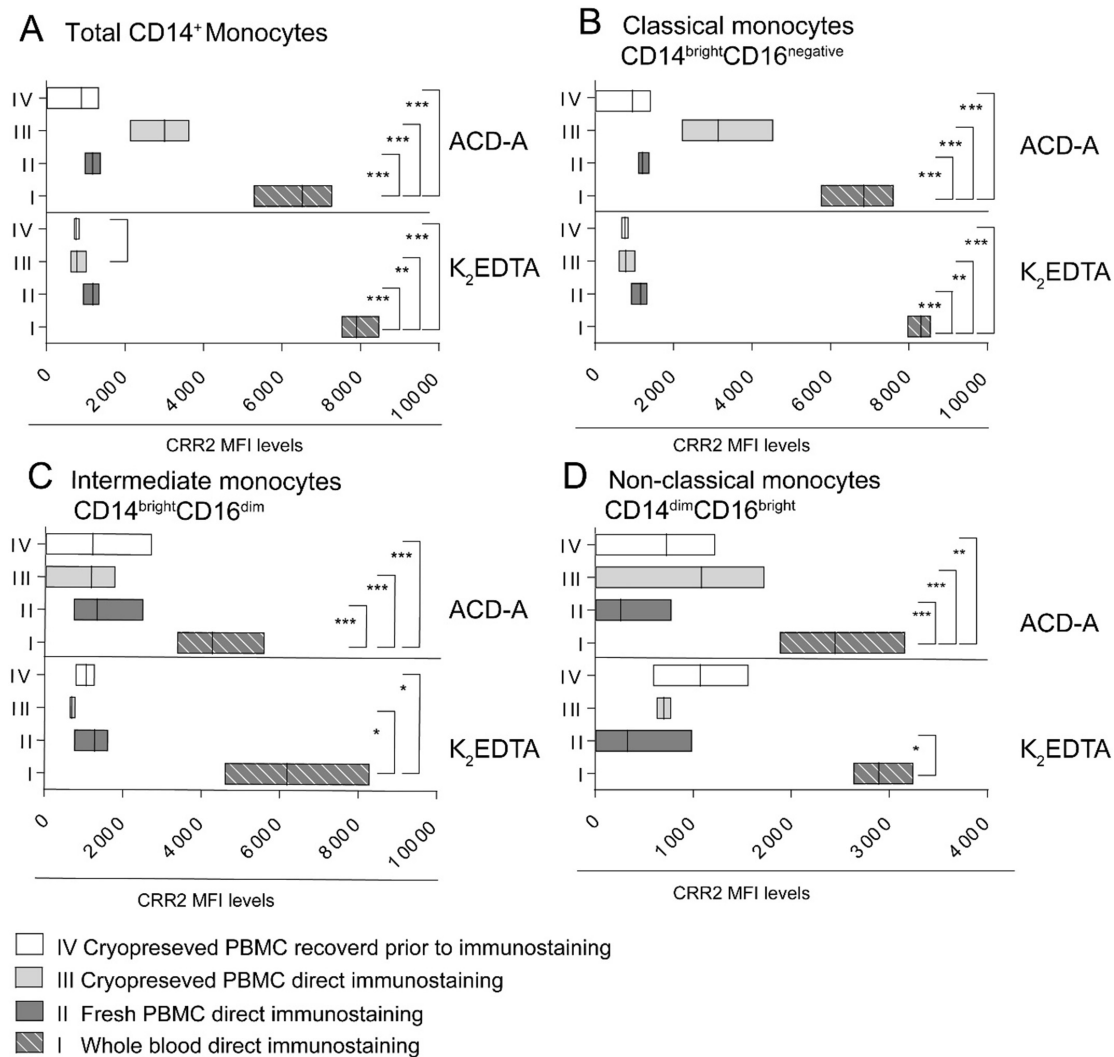 A Total CD14⁺ Monocytes
IV
III
II
I
***
***
***
ACD-A
IV
III
II
I
***
**
***
K₂EDTA
0 2000 4000 6000 8000 10000
CRR2 MFI levels
B Classical monocytes
CD14ᵇʳⁱᵍʰᵗCD16ⁿᵉᵍᵃᵗⁱᵛᵉ
IV
III
II
I
***
***
***
ACD-A
IV
III
II
I
***
**
***
K₂EDTA
0 2000 4000 6000 8000 10000
CRR2 MFI levels
C Intermediate monocytes
CD14ᵇʳⁱᵍʰᵗCD16ᵈⁱᵐ
IV
III
II
I
***
***
***
ACD-A
IV
III
II
I
*
*
K₂EDTA
0 2000 4000 6000 8000 10000
CRR2 MFI levels
D Non-classical monocytes
CD14ᵈⁱᵐCD16ᵇʳⁱᵍʰᵗ
IV
III
II
I
**
***
***
ACD-A
IV
III
II
I
*
K₂EDTA
0 1000 2000 3000 4000
CRR2 MFI levels
IV Cryopreseved PBMC recoverd prior to immunostaining
III Cryopreseved PBMC direct immunostaining
II Fresh PBMC direct immunostaining
I Whole blood direct immunostaining